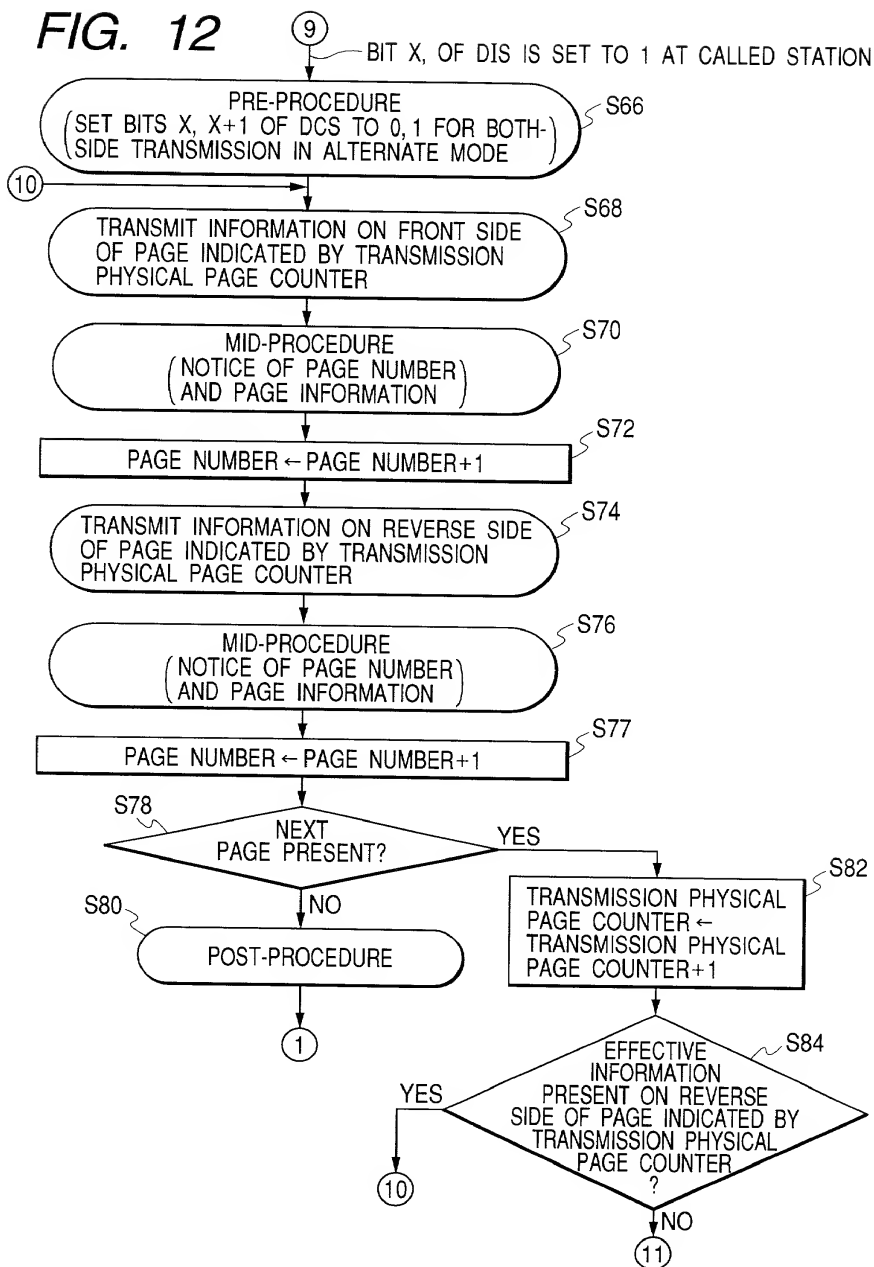 FIG. 12
9
BIT X, OF DIS IS SET TO 1 AT CALLED STATION
PRE-PROCEDURE
(SET BITS X, X+1 OF DCS TO 0,1 FOR BOTH-
SIDE TRANSMISSION IN ALTERNATE MODE)
S66
10
TRANSMIT INFORMATION ON FRONT SIDE
OF PAGE INDICATED BY TRANSMISSION
PHYSICAL PAGE COUNTER
S68
MID-PROCEDURE
(NOTICE OF PAGE NUMBER
AND PAGE INFORMATION)
S70
PAGE NUMBER ← PAGE NUMBER+1
S72
TRANSMIT INFORMATION ON REVERSE SIDE
OF PAGE INDICATED BY TRANSMISSION
PHYSICAL PAGE COUNTER
S74
MID-PROCEDURE
(NOTICE OF PAGE NUMBER
AND PAGE INFORMATION)
S76
PAGE NUMBER ← PAGE NUMBER+1
S77
S78
NEXT
PAGE PRESENT?
YES
NO
S80
POST-PROCEDURE
1
S82
TRANSMISSION PHYSICAL
PAGE COUNTER ←
TRANSMISSION PHYSICAL
PAGE COUNTER+1
S84
EFFECTIVE
INFORMATION
PRESENT ON REVERSE
SIDE OF PAGE INDICATED BY
TRANSMISSION PHYSICAL
PAGE COUNTER
?
YES
10
NO
11